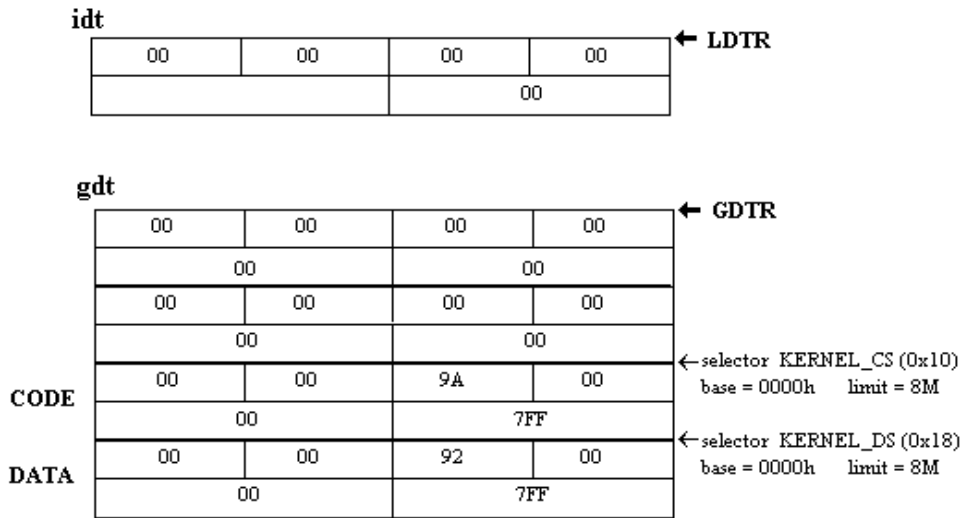 idt
← LDTR
00 00 00 00
00
gdt
← GDTR
00 00 00 00
00 00
00 00 00 00
00 00
←selector KERNEL_CS (0x10)
CODE 00 00 9A 00
base = 0000h limit = 8M
00 7FF
←selector KERNEL_DS (0x18)
DATA 00 00 92 00
base = 0000h limit = 8M
00 7FF